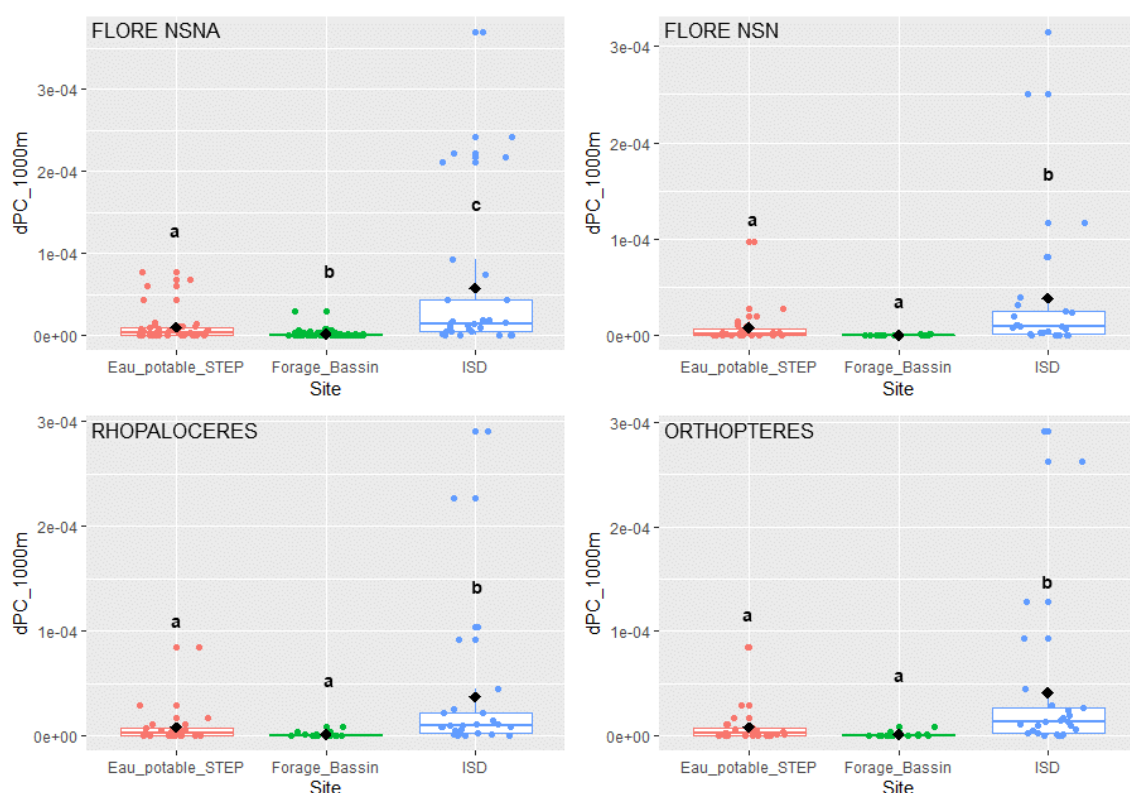 FLORE NSNA
dPC_1000m
3e-04
2e-04
1e-04
0e+00
a
b
c
Eau_potable_STEP
Forage_Bassin
ISD
Site
FLORE NSN
dPC_1000m
3e-04
2e-04
1e-04
0e+00
a
a
b
Eau_potable_STEP
Forage_Bassin
ISD
Site
RHOPALOCERES
dPC_1000m
3e-04
2e-04
1e-04
0e+00
a
a
b
Eau_potable_STEP
Forage_Bassin
ISD
Site
ORTHOPTERES
dPC_1000m
3e-04
2e-04
1e-04
0e+00
a
a
b
Eau_potable_STEP
Forage_Bassin
ISD
Site